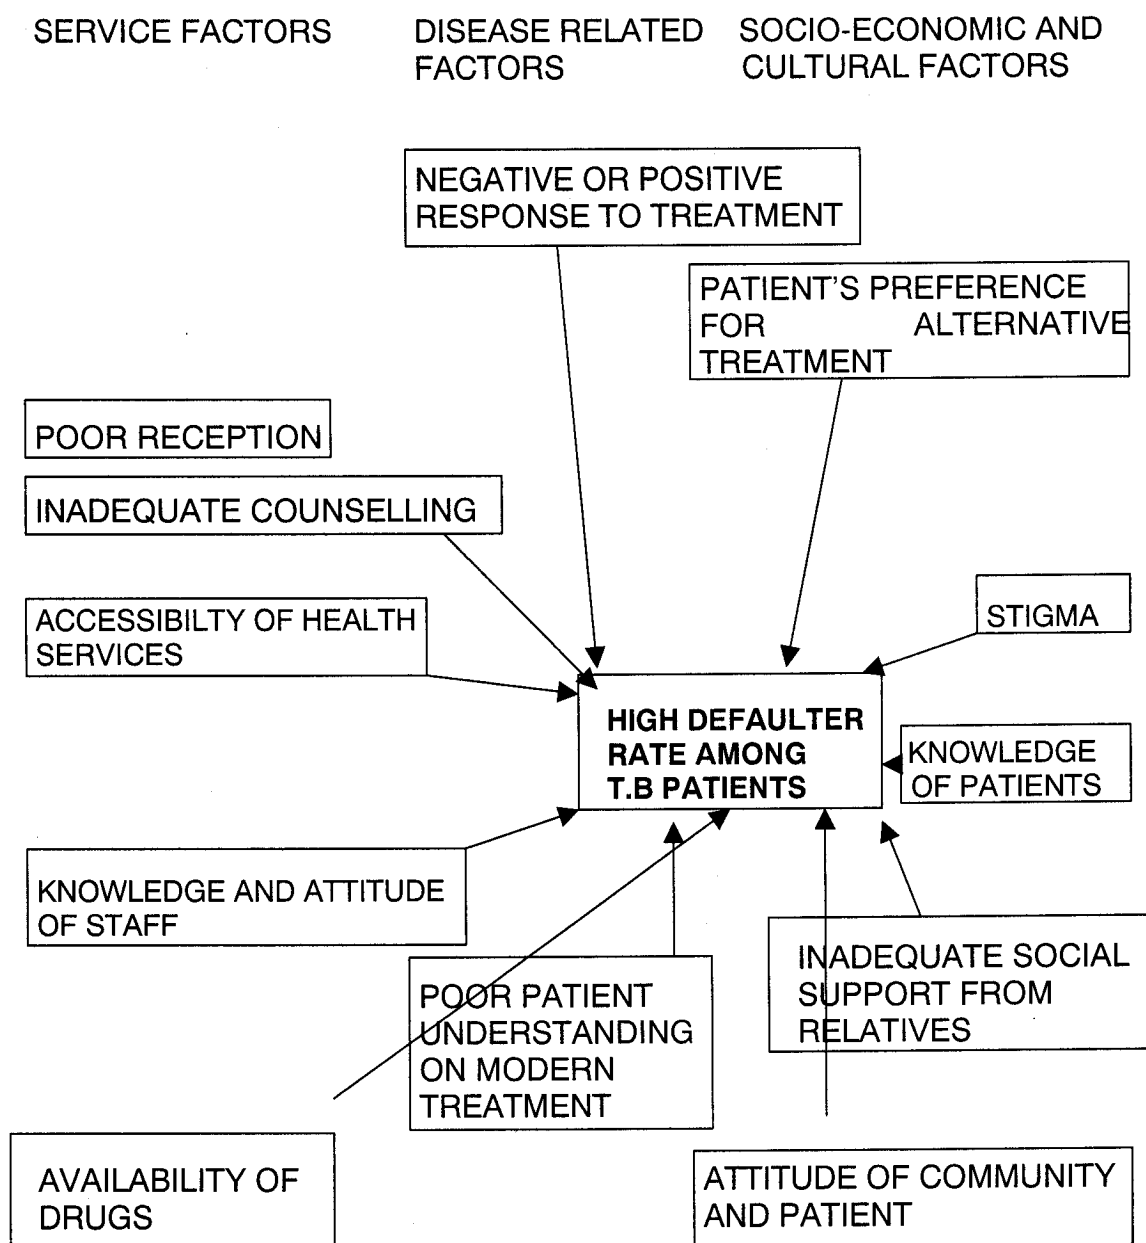 SERVICE FACTORS
DISEASE RELATED
FACTORS
SOCIO-ECONOMIC AND
CULTURAL FACTORS
NEGATIVE OR POSITIVE
RESPONSE TO TREATMENT
PATIENT'S PREFERENCE
FOR ALTERNATIVE
TREATMENT
POOR RECEPTION
INADEQUATE COUNSELLING
ACCESSIBILTY OF HEALTH
SERVICES
STIGMA
HIGH DEFAULTER
RATE AMONG
T.B PATIENTS
KNOWLEDGE
OF PATIENTS
KNOWLEDGE AND ATTITUDE
OF STAFF
POOR PATIENT
UNDERSTANDING
ON MODERN
TREATMENT
INADEQUATE SOCIAL
SUPPORT FROM
RELATIVES
AVAILABILITY OF
DRUGS
ATTITUDE OF COMMUNITY
AND PATIENT